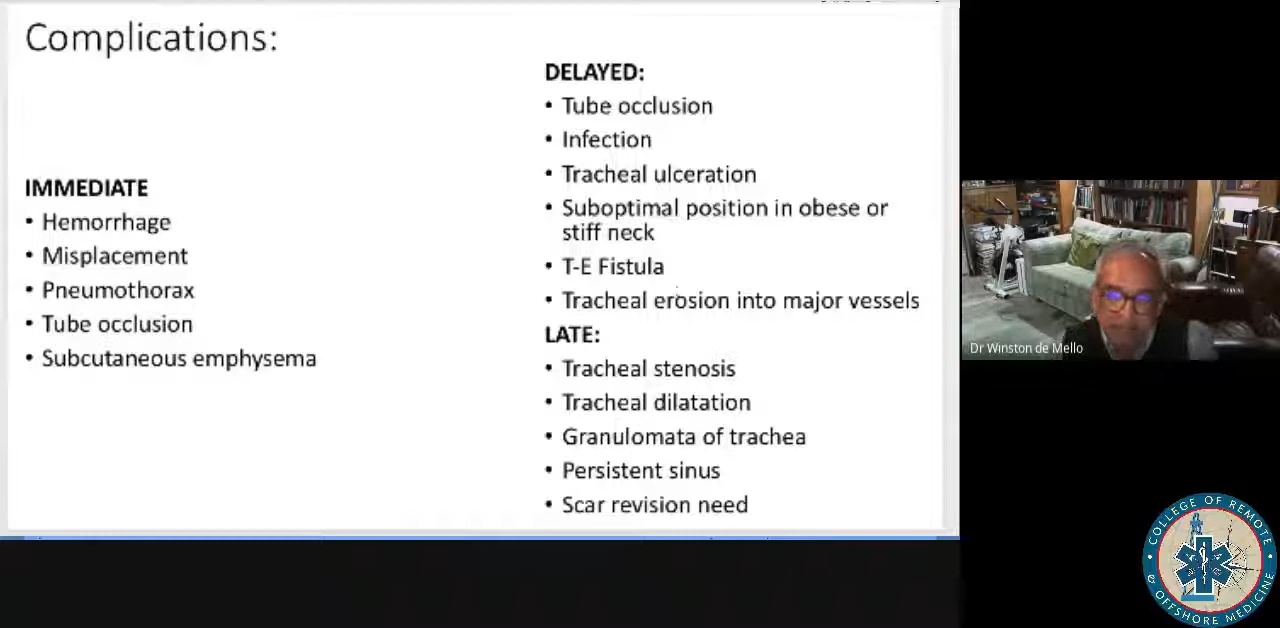 Complications:
IMMEDIATE
• Hemorrhage
• Misplacement
• Pneumothorax
• Tube occlusion
• Subcutaneous emphysema
DELAYED:
• Tube occlusion
• Infection
• Tracheal ulceration
• Suboptimal position in obese or
stiff neck
• T-E Fistula
• Tracheal erosion into major vessels
LATE:
• Tracheal stenosis
• Tracheal dilatation
• Granulomata of trachea
• Persistent sinus
• Scar revision need
Dr Winston de Mello
COLLEGE OF REMOTE
& OFFSHORE MEDICINE